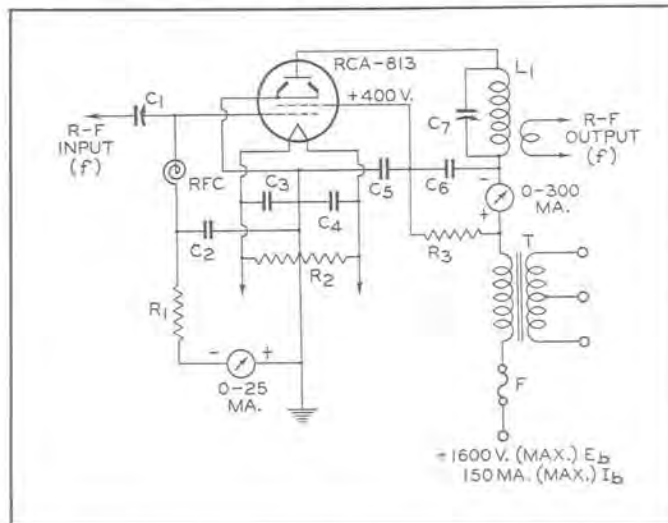 RCA-813
+400 V.
L1
C1
C7
R-F INPUT (f)
R-F OUTPUT (f)
RFC
C3
C4
C5
C6
-
0-300 MA.
+
C2
R2
R3
T
R1
-
+
0-25 MA.
F
+1600 V. (MAX.) Eb
150 MA. (MAX.) Ib